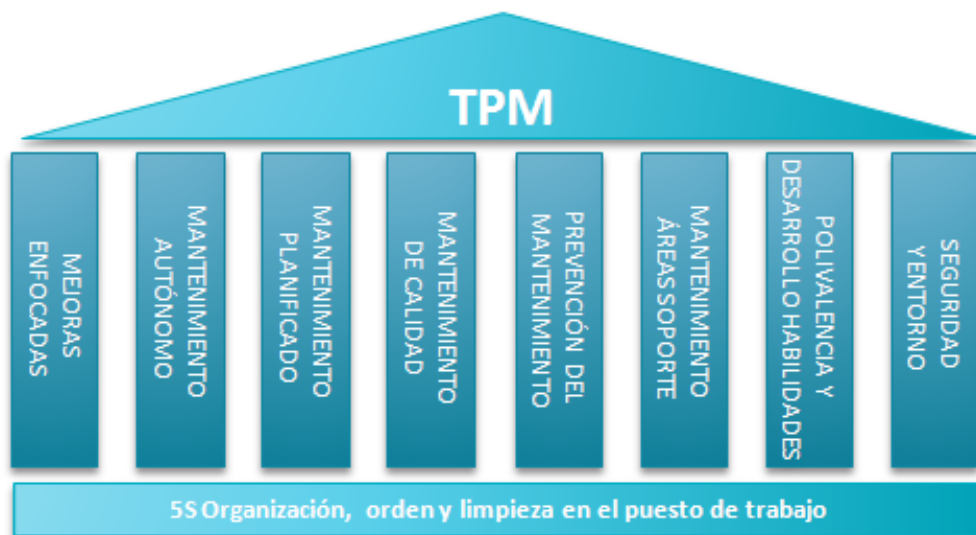 TPM
MEJORAS
ENFOCADAS
MANTENIMIENTO
AUTÓNOMO
MANTENIMIENTO
PLANIFICADO
MANTENIMIENTO
DE CALIDAD
PREVENCIÓN DEL
MANTENIMIENTO
MANTENIMIENTO
ÁREAS SOPORTE
POLIVALENCIA Y
DESARROLLO HABILIDADES
SEGURIDAD
Y ENTORNO
5S Organización, orden y limpieza en el puesto de trabajo